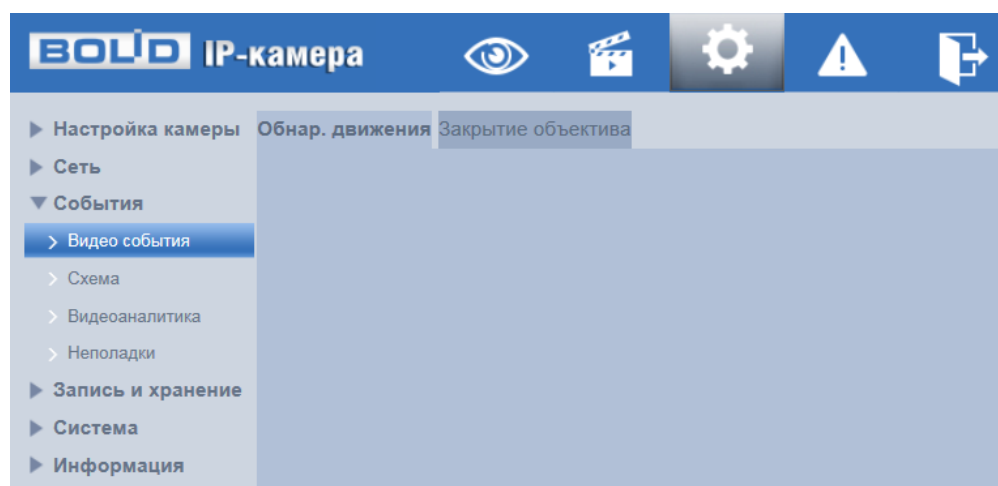 BOLID IP-камера
Настройка камеры
Обнар. движения
Закрытие объектива
Сеть
События
Видео события
Схема
Видеоаналитика
Неполадки
Запись и хранение
Система
Информация